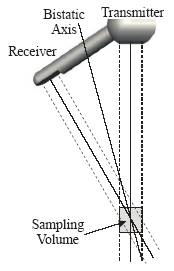 Bistatic
Axis
Transmitter
Receiver
Sampling
Volume